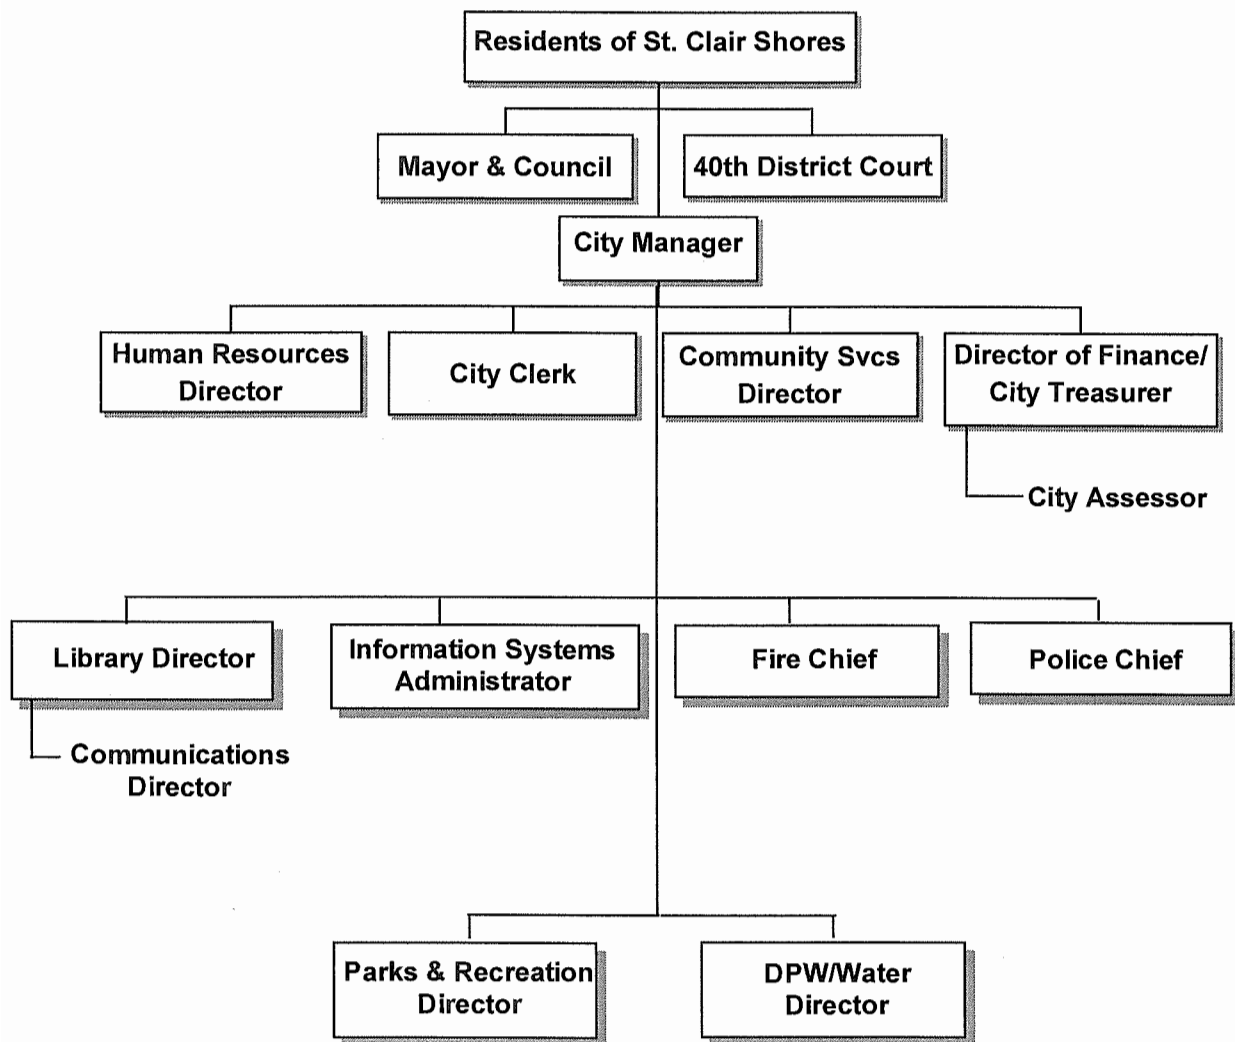 Residents of St. Clair Shores
Mayor & Council
40th District Court
City Manager
Human Resources
Director
City Clerk
Community Svcs
Director
Director of Finance/
City Treasurer
City Assessor
Library Director
Information Systems
Administrator
Fire Chief
Police Chief
Communications
Director
Parks & Recreation
Director
DPW/Water
Director